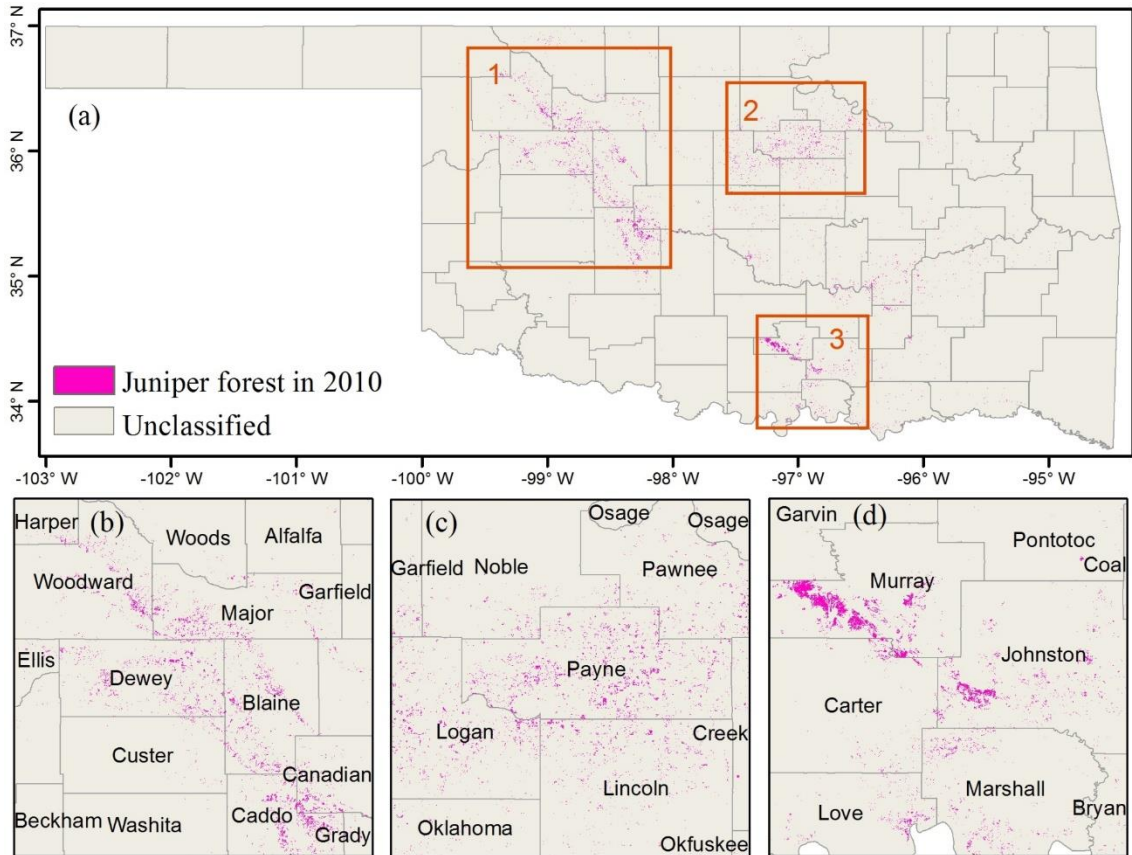 37° N
36° N
35° N
34° N
(a)
1
2
3
Juniper forest in 2010
Unclassified
-103° W
-102° W
-101° W
-100° W
-99° W
-98° W
-97° W
-96° W
-95° W
(b)
Harper
Woods
Alfalfa
Woodward
Garfield
Major
Ellis
Dewey
Blaine
Custer
Canadian
Caddo
Beckham
Washita
Grady
(c)
Osage
Osage
Garfield
Noble
Pawnee
Payne
Logan
Creek
Lincoln
Oklahoma
Okfuskee
(d)
Garvin
Pontotoc
Coal
Murray
Johnston
Carter
Marshall
Love
Bryan